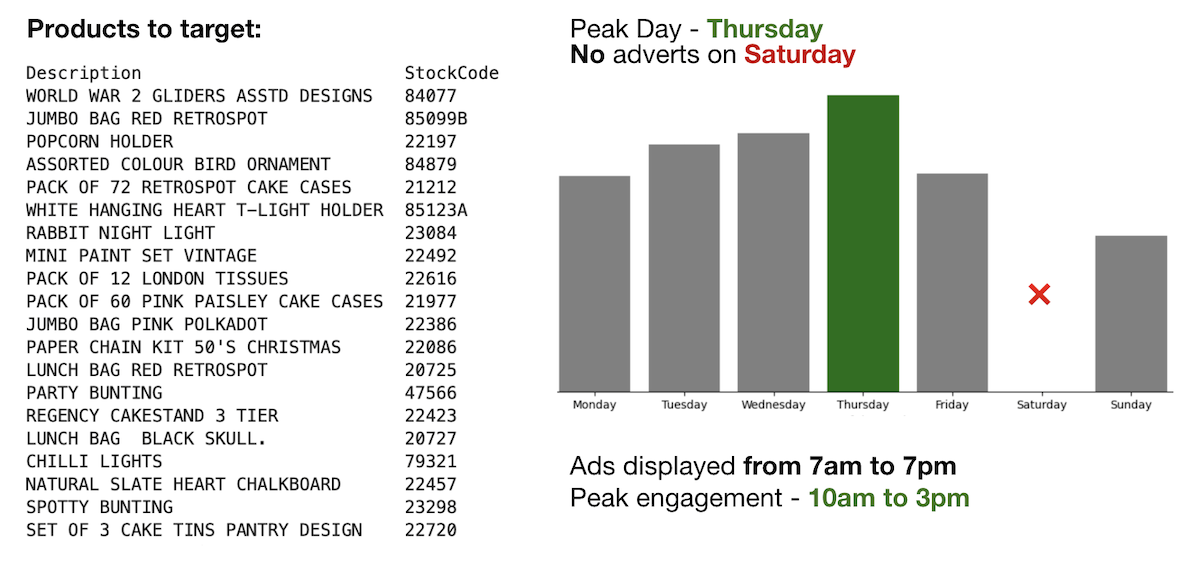 Products to target:
Description StockCode
WORLD WAR 2 GLIDERS ASSTD DESIGNS 84077
JUMBO BAG RED RETROSPOT 85099B
POPCORN HOLDER 22197
ASSORTED COLOUR BIRD ORNAMENT 84879
PACK OF 72 RETROSPOT CAKE CASES 21212
WHITE HANGING HEART T-LIGHT HOLDER 85123A
RABBIT NIGHT LIGHT 23084
MINI PAINT SET VINTAGE 22492
PACK OF 12 LONDON TISSUES 22616
PACK OF 60 PINK PAISLEY CAKE CASES 21977
JUMBO BAG PINK POLKADOT 22386
PAPER CHAIN KIT 50'S CHRISTMAS 22086
LUNCH BAG RED RETROSPOT 20725
PARTY BUNTING 47566
REGENCY CAKESTAND 3 TIER 22423
LUNCH BAG  BLACK SKULL. 20727
CHILLI LIGHTS 79321
NATURAL SLATE HEART CHALKBOARD 22457
SPOTTY BUNTING 23298
SET OF 3 CAKE TINS PANTRY DESIGN 22720
Peak Day - Thursday
No adverts on Saturday
Monday Tuesday Wednesday Thursday Friday Saturday Sunday
Ads displayed from 7am to 7pm
Peak engagement - 10am to 3pm